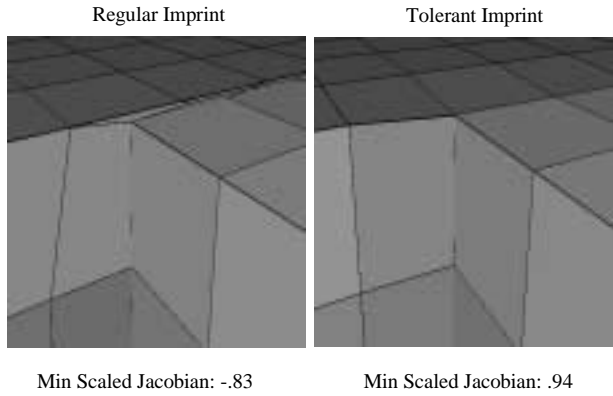 Regular Imprint
Tolerant Imprint
Min Scaled Jacobian: -.83
Min Scaled Jacobian: .94